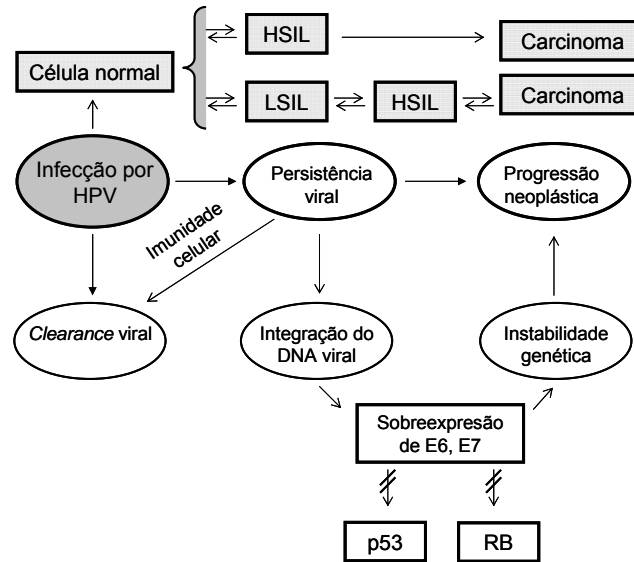 HSIL
Carcinoma
Célula normal
LSIL
HSIL
Carcinoma
Infecção por
HPV
Persistência
viral
Progressão
neoplástica
Imunidade
celular
Clearance viral
Integração do
DNA viral
Instabilidade
genética
Sobreexpresão
de E6, E7
p53
RB